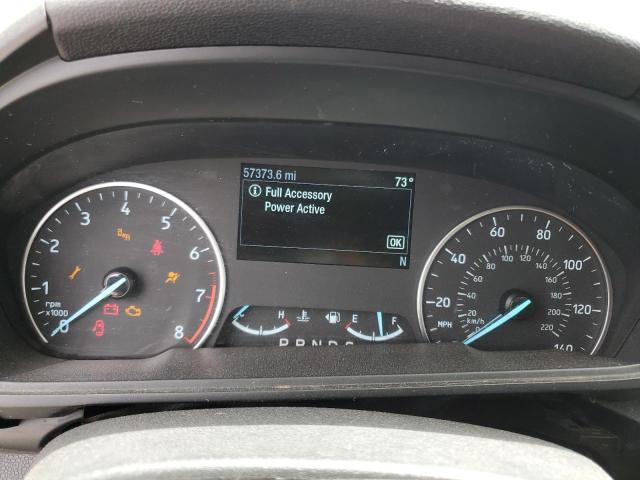 57373.6 mi 73°
Full Accessory
Power Active
OK
N
0 1 2 3 4 5 6 7 8
rpm
x1000
H E F
P R N D S
20 40 60 80 100 120 140
MPH
0 20 40 60 80 100 120 140 160 180 200 220
km/h